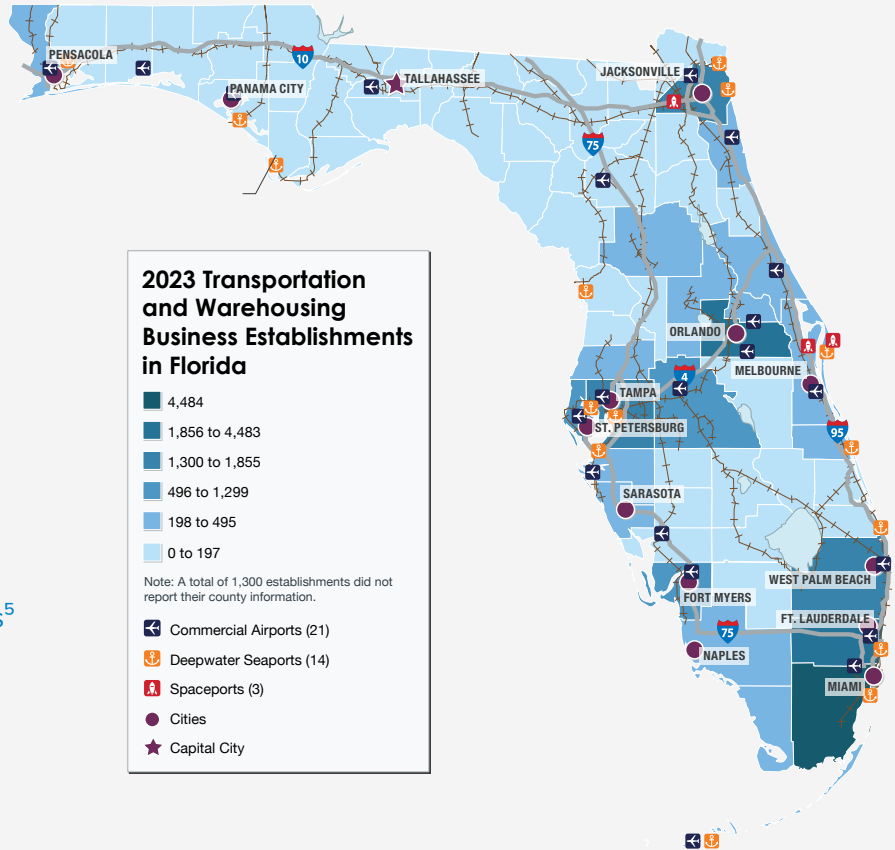 PENSACOLA
10
TALLAHASSEE
PANAMA CITY
JACKSONVILLE
75
2023 Transportation
and Warehousing
Business Establishments
in Florida
4,484
1,856 to 4,483
1,300 to 1,855
496 to 1,299
198 to 495
0 to 197
Note: A total of 1,300 establishments did not
report their county information.
Commercial Airports (21)
Deepwater Seaports (14)
Spaceports (3)
Cities
Capital City
ORLANDO
MELBOURNE
4
TAMPA
ST. PETERSBURG
95
SARASOTA
WEST PALM BEACH
FORT MYERS
FT. LAUDERDALE
75
NAPLES
MIAMI
5